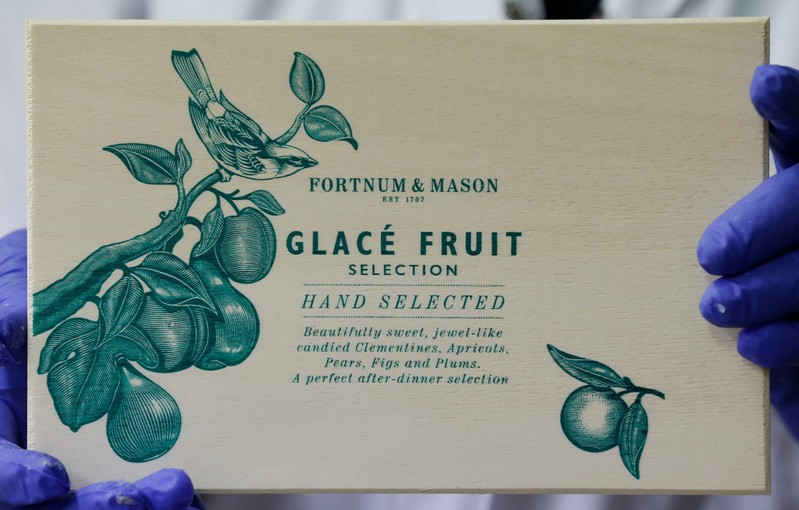 FORTNUM & MASON
EST 1707
GLACÉ FRUIT
SELECTION
HAND SELECTED
Beautifully sweet, jewel-like
candied Clementines, Apricots,
Pears, Figs and Plums.
A perfect after-dinner selection